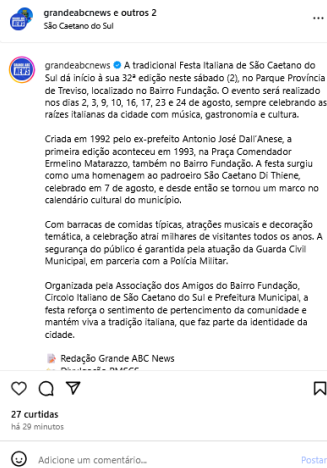 grandeabcnews e outros 2
São Caetano do Sul
grandeabcnews A tradicional Festa Italiana de São Caetano do
Sul dá início à sua 32ª edição neste sábado (2), no Parque Província
de Treviso, localizado no Bairro Fundação. O evento será realizado
nos dias 2, 3, 9, 10, 16, 17, 23 e 24 de agosto, sempre celebrando as
raízes italianas da cidade com música, gastronomia e cultura.
Criada em 1992 pelo ex-prefeito Antonio José Dall'Anese, a
primeira edição aconteceu em 1993, na Praça Comendador
Ermelino Matarazzo, também no Bairro Fundação. A festa surgiu
como uma homenagem ao padroeiro São Caetano Di Thiene,
celebrado em 7 de agosto, e desde então se tornou um marco no
calendário cultural do município.
Com barracas de comidas típicas, atrações musicais e decoração
temática, a celebração atrai milhares de visitantes todos os anos. A
segurança do público é garantida pela atuação da Guarda Civil
Municipal, em parceria com a Polícia Militar.
Organizada pela Associação dos Amigos do Bairro Fundação,
Círcolo Italiano de São Caetano do Sul e Prefeitura Municipal, a
festa reforça o sentimento de pertencimento da comunidade e
mantém viva a tradição italiana, que faz parte da identidade da
cidade.
Redação Grande ABC News
Divulgação PMSCS
27 curtidas
há 29 minutos
Adicione um comentário...
Postar